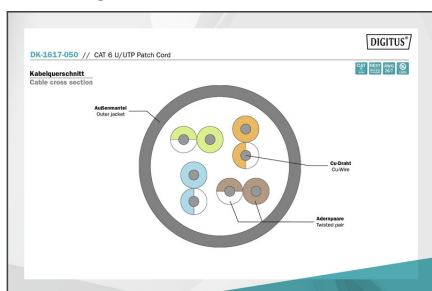 DIGITUS®
DK-1617-050 // CAT 6 U/UTP Patch Cord
Kabelquerschnitt
Cable cross section
Außenmantel
Outer jacket
Cu-Draht
Cu-Wire
Adernpaare
Twisted pair